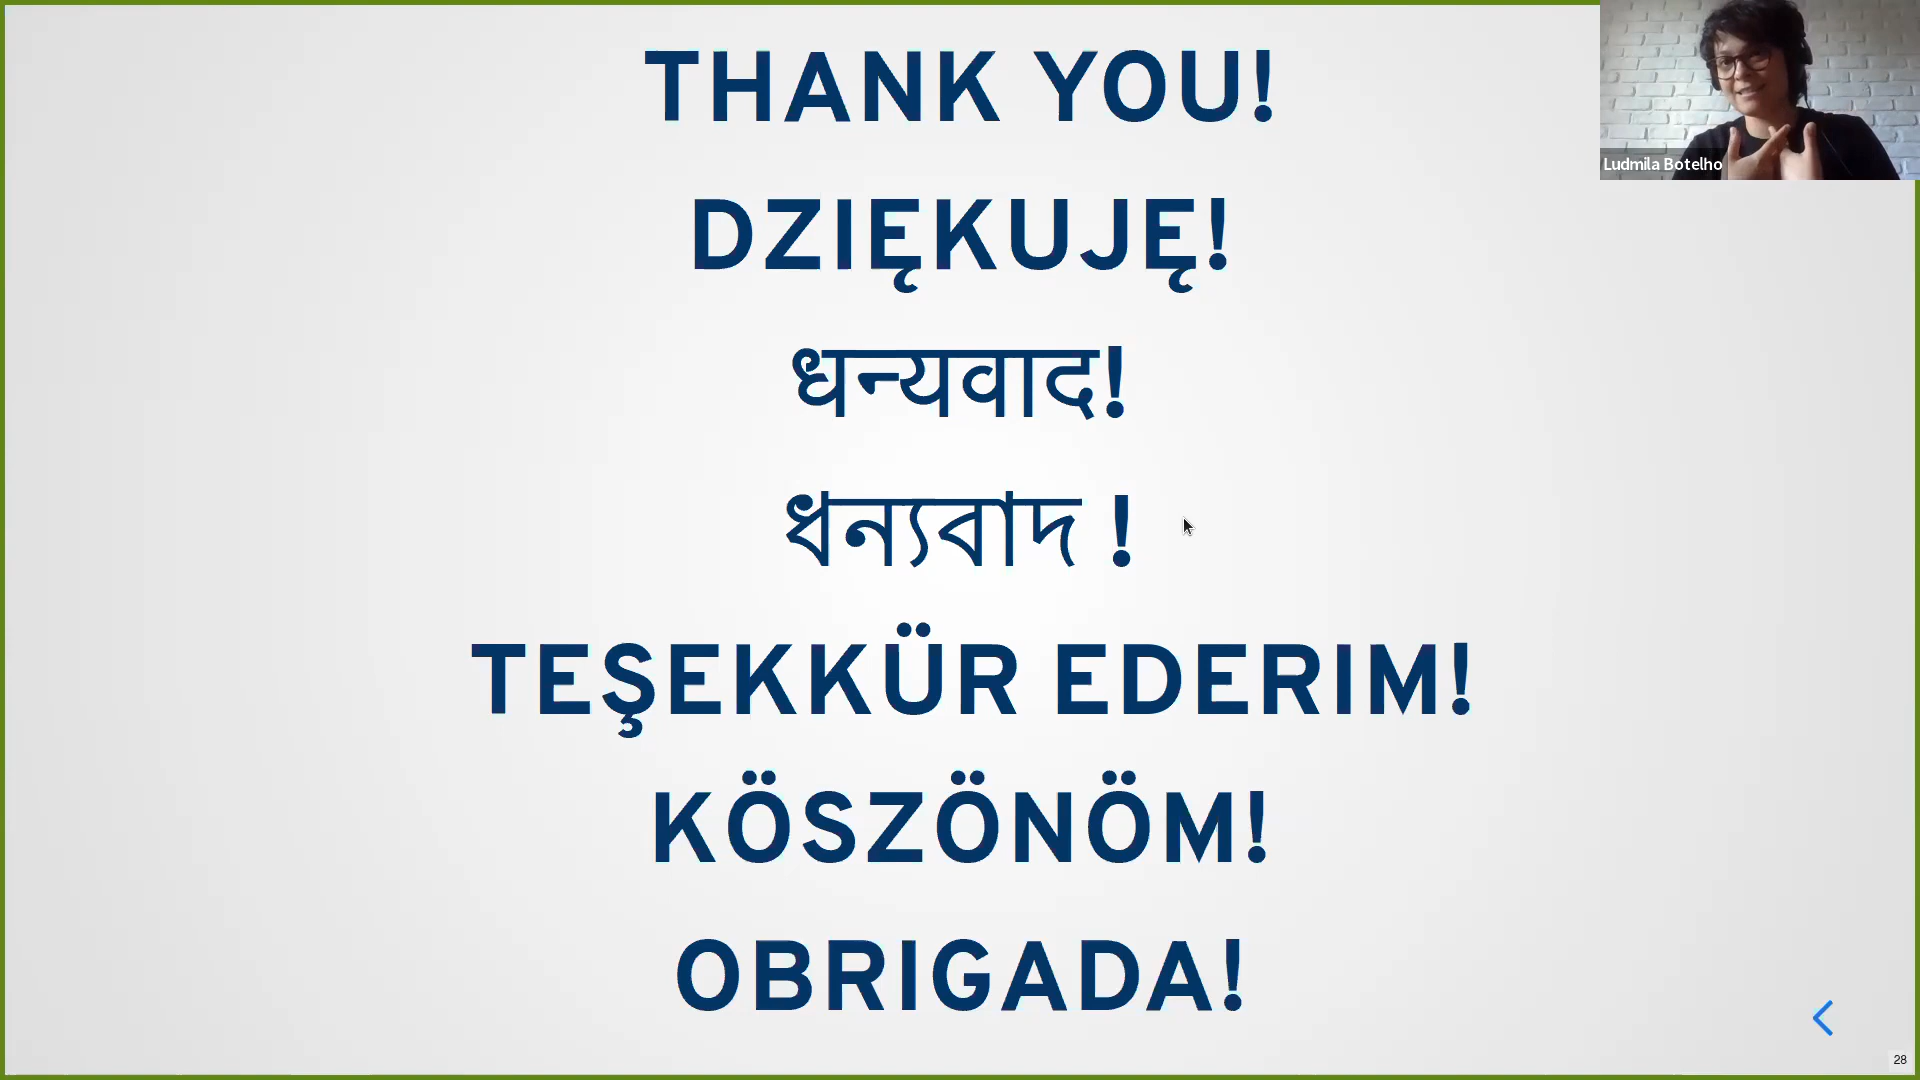 THANK YOU!
Ludmila Botelho
DZIĘKUJĘ!
धन्यवाद!
ধন্যবাদ !
TEŞEKKÜR EDERIM!
KÖSZÖNÖM!
OBRIGADA!
28